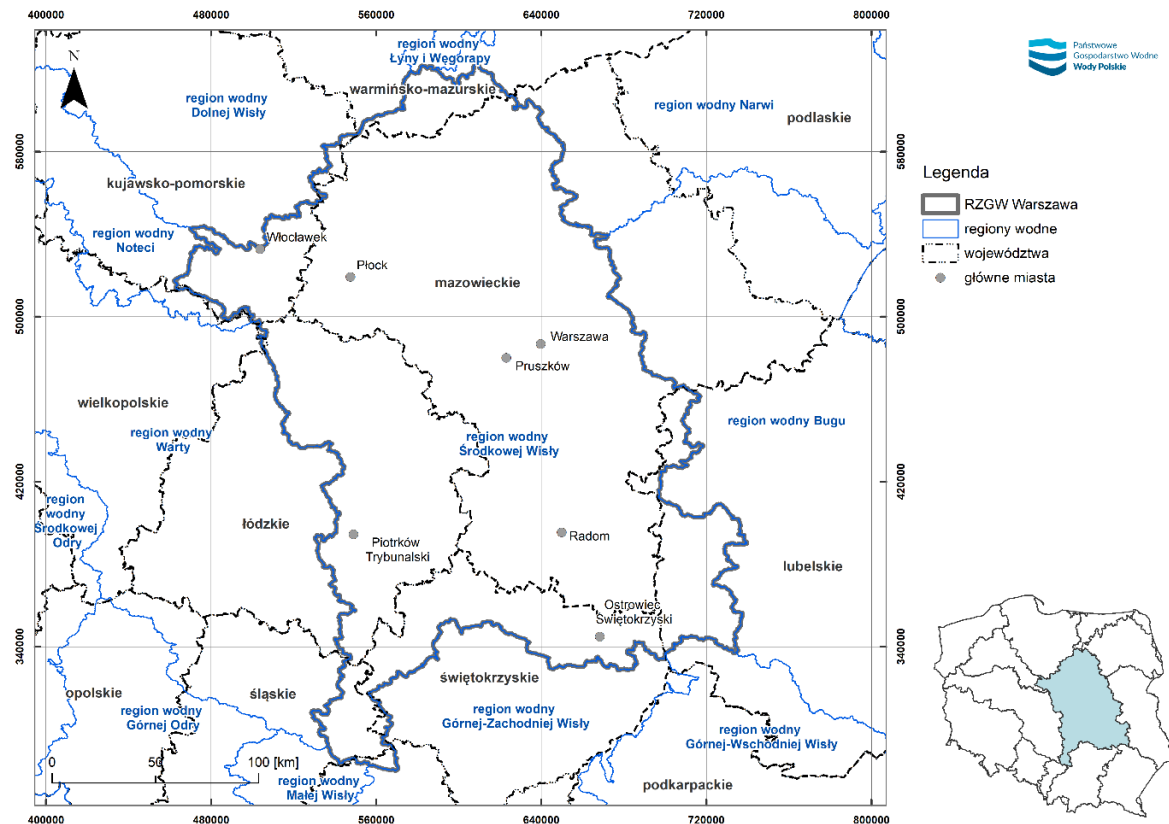 400000
480000
560000
640000
720000
800000
N
region wodny
Łyny i Węgorapy
warmińsko-mazurskie
region wodny
Dolnej Wisły
region wodny Narwi
podlaskie
580000
580000
kujawsko-pomorskie
region wodny
Noteci
Włocławek
Płock
mazowieckie
500000
500000
Warszawa
Pruszków
wielkopolskie
region wodny
Warty
region wodny
Środkowej Wisły
region wodny Bugu
420000
420000
region
wodny
Środkowej
Odry
łódzkie
Piotrków
Trybunalski
Radom
lubelskie
Ostrowiec
Świętokrzyski
340000
340000
opolskie
śląskie
świętokrzyskie
region wodny
Górnej Odry
region wodny
Górnej-Zachodniej Wisły
region wodny
Górnej-Wschodniej Wisły
0
50
100 [km]
region wodny
Małej Wisły
podkarpackie
400000
480000
560000
640000
720000
800000
Państwowe
Gospodarstwo Wodne
Wody Polskie
Legenda
RZGW Warszawa
regiony wodne
województwa
główne miasta